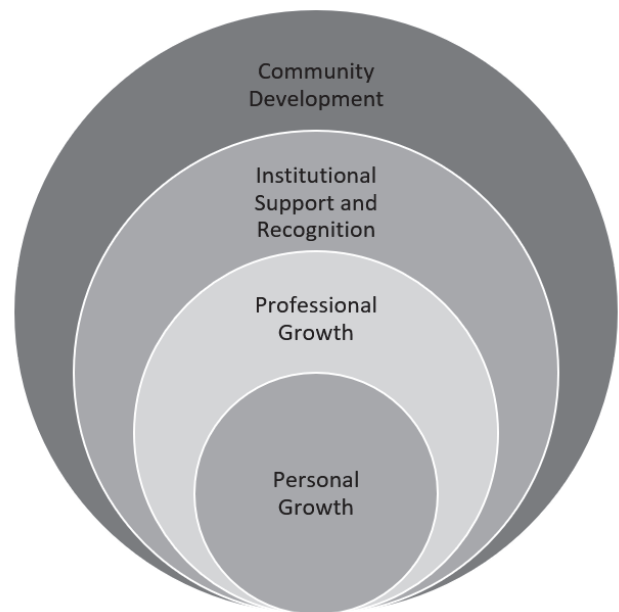 Community
Development
Institutional
Support and
Recognition
Professional
Growth
Personal
Growth